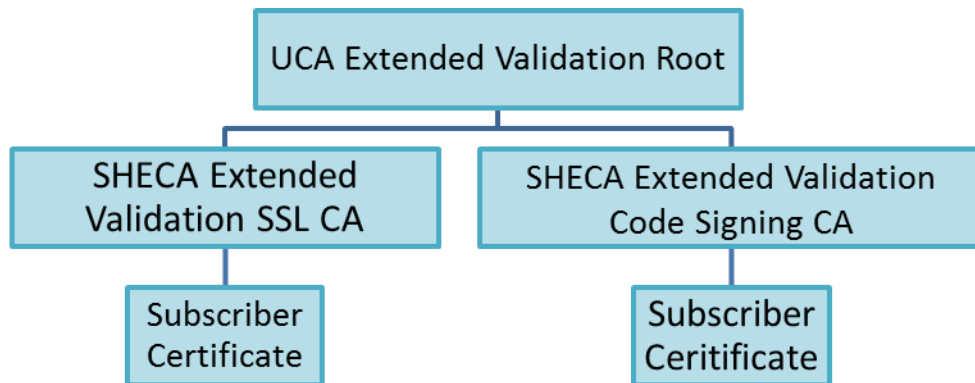 UCA Extended Validation Root
SHECA Extended
Validation SSL CA
SHECA Extended Validation
Code Signing CA
Subscriber
Certificate
Subscriber
Ceritificate